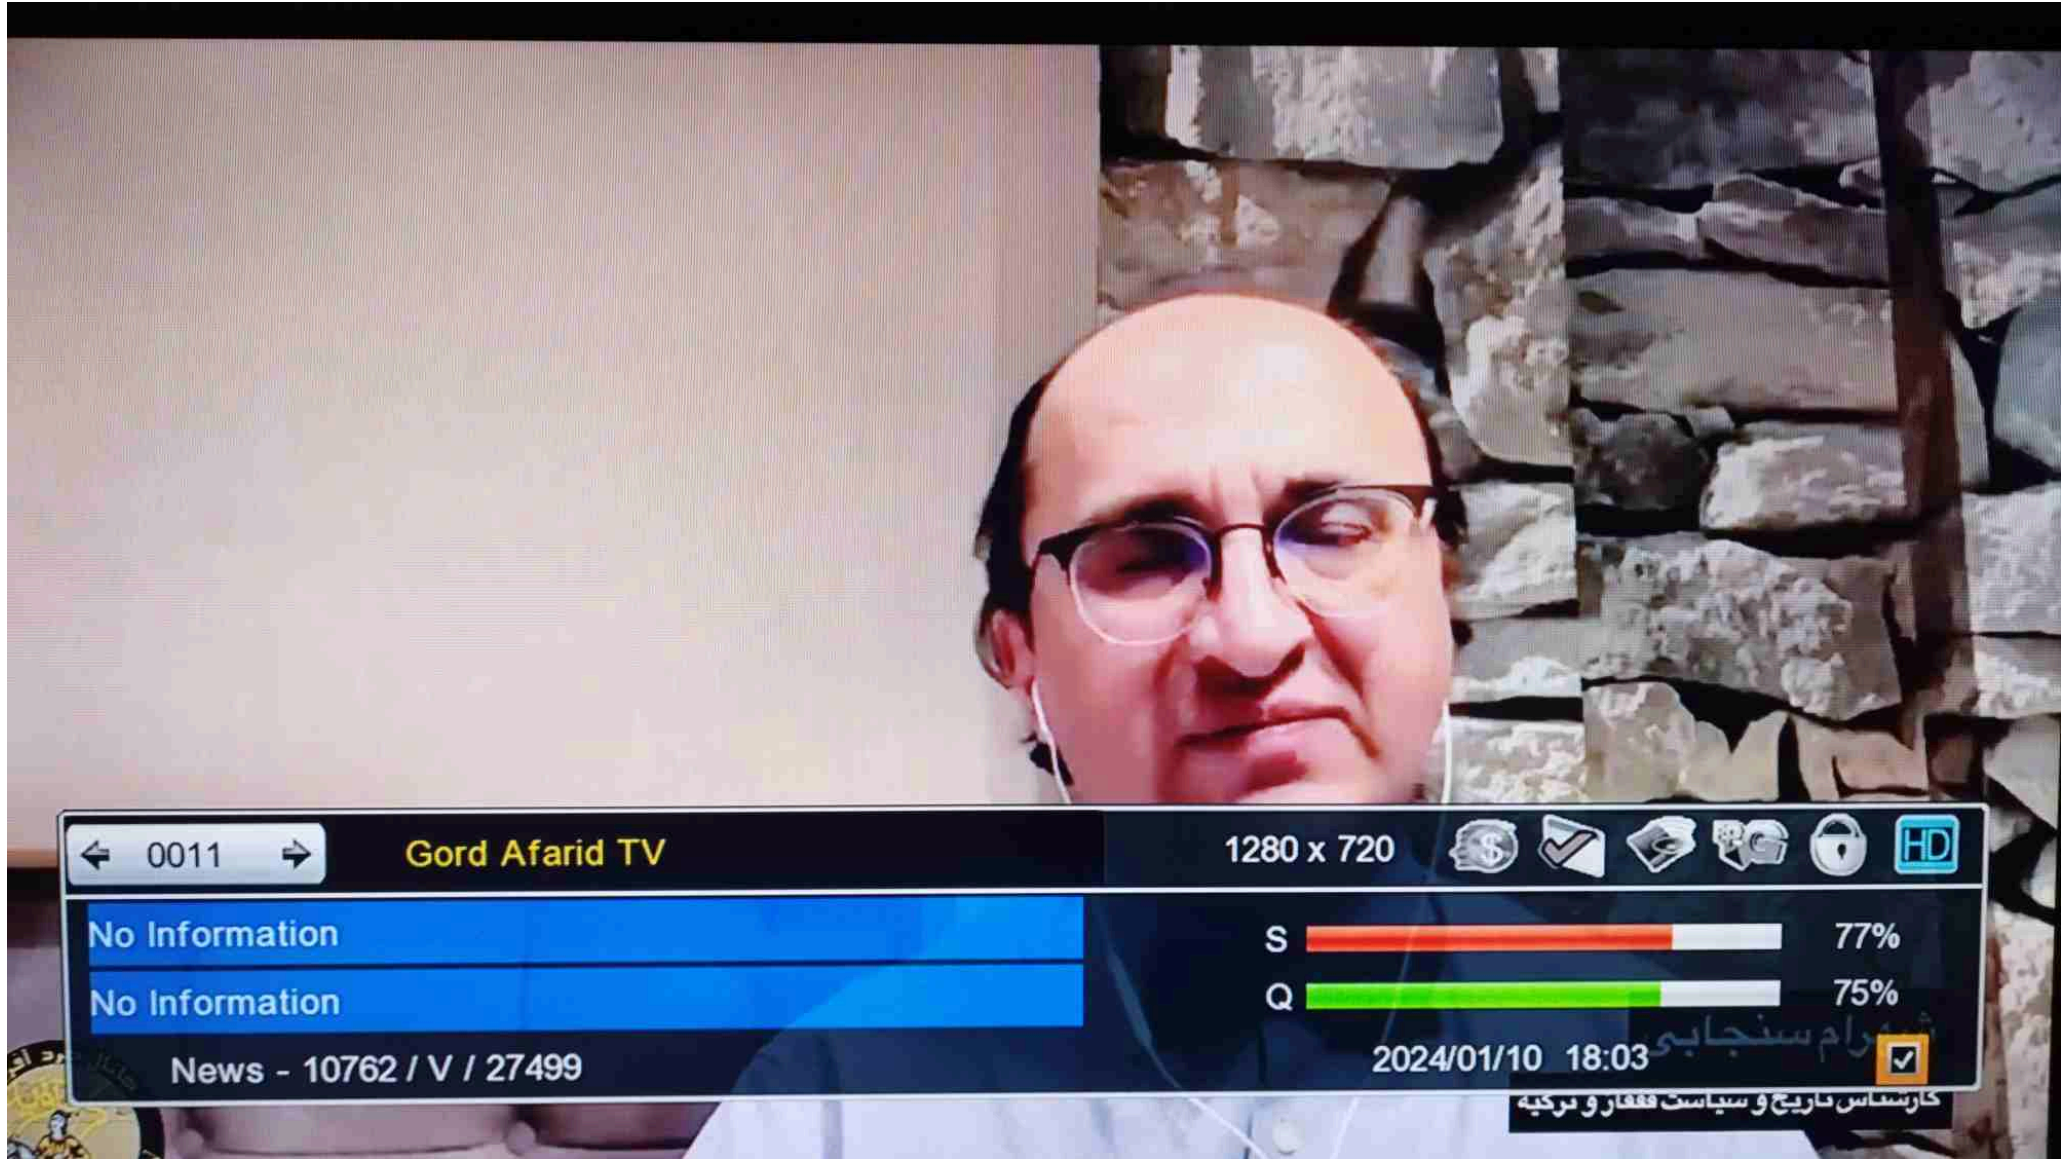 0011
Gord Afarid TV
1280 x 720
HD
No Information
S
77%
No Information
Q
75%
شهرام سنجابی
News - 10762 / V / 27499
2024/01/10 18:03
کارشناس تاریخ و سیاست قفقاز و ترکیه